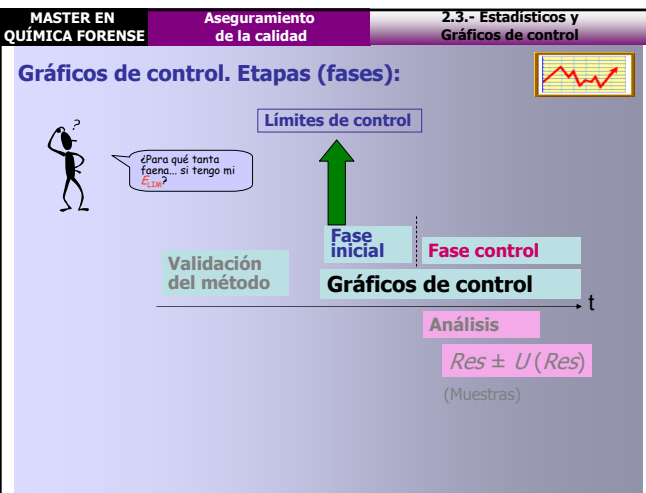 MASTER EN
QUÍMICA FORENSE
Aseguramiento
de la calidad
2.3.- Estadísticos y
Gráficos de control
Gráficos de control. Etapas (fases):
?
Límites de control
¿Para qué tanta
faena... si tengo mi
E_LIM?
Fase
inicial
Fase control
Validación
del método
Gráficos de control
t
Análisis
Res ± U (Res)
(Muestras)